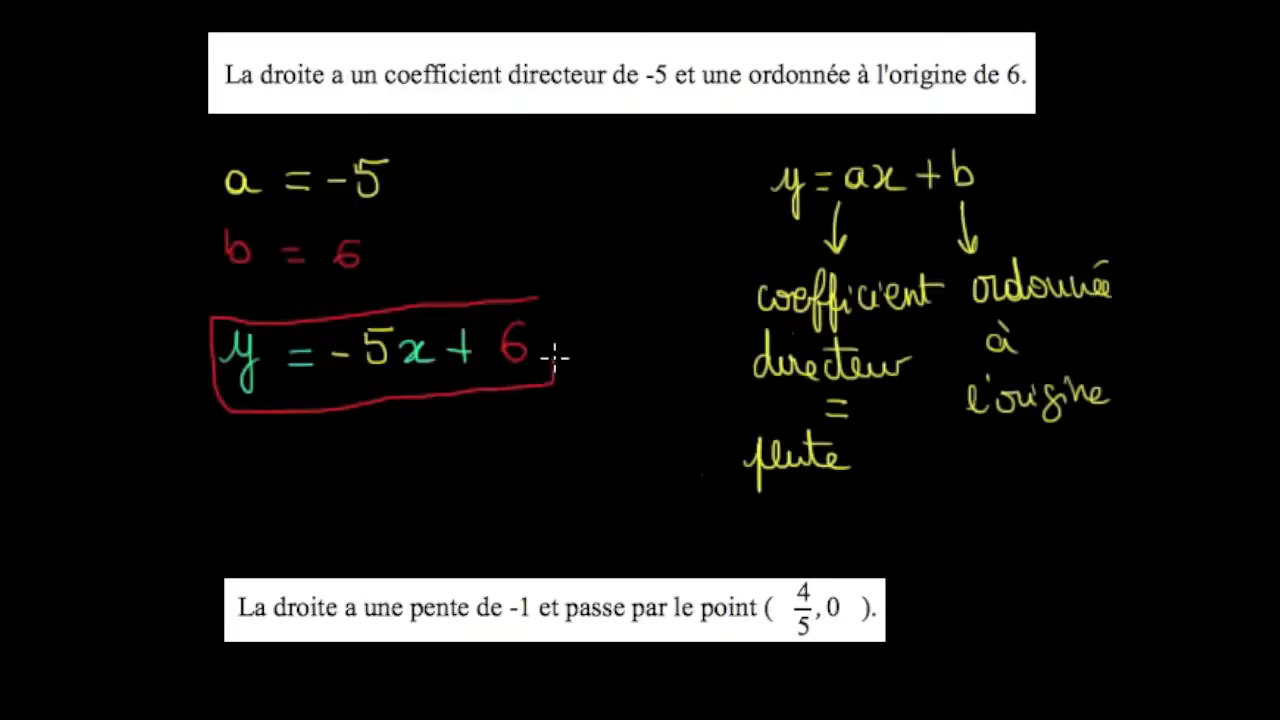 La droite a un coefficient directeur de -5 et une ordonnée à l'origine de 6.
a = -5
b = 6
y = -5x + 6
y = ax + b
coefficient
directeur
=
pente
ordonnée
à
l'origine
La droite a une pente de -1 et passe par le point ( 4/5, 0 ).